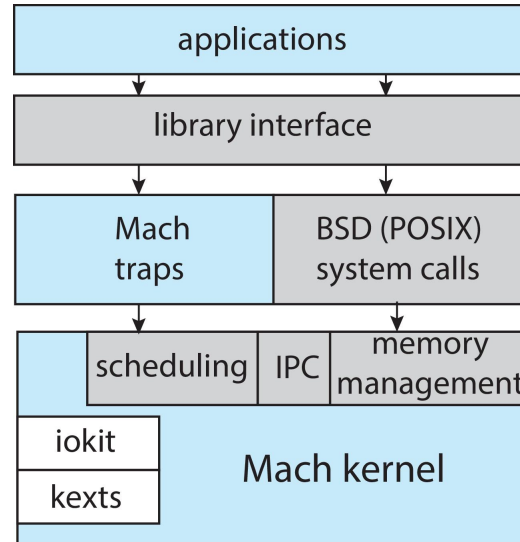 applications
library interface
Mach
traps
BSD (POSIX)
system calls
scheduling
IPC
memory
management
iokit
kexts
Mach kernel